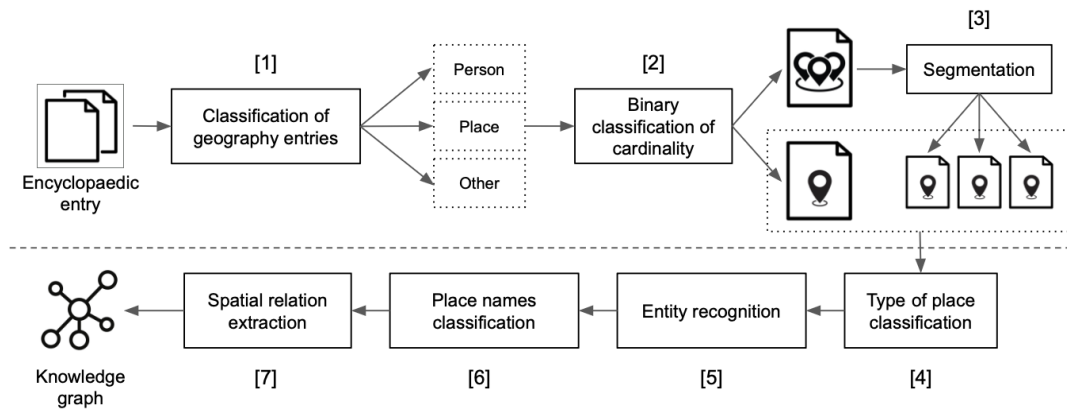 [1]
[2]
[3]
Encyclopaedic
entry
Classification of
geography entries
Person
Place
Other
Binary
classification of
cardinality
Segmentation
Knowledge
graph
Spatial relation
extraction
[7]
Place names
classification
[6]
Entity recognition
[5]
Type of place
classification
[4]